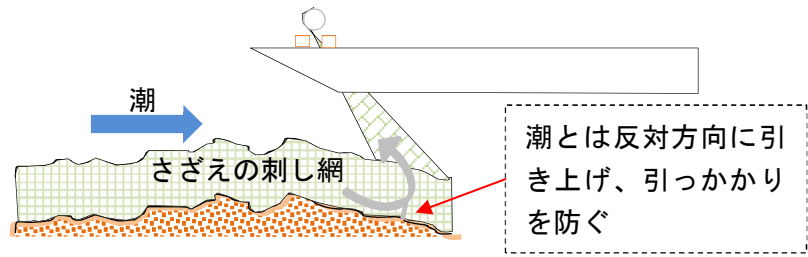 潮
さざえの刺し網
潮とは反対方向に引
き上げ、引っかかり
を防ぐ